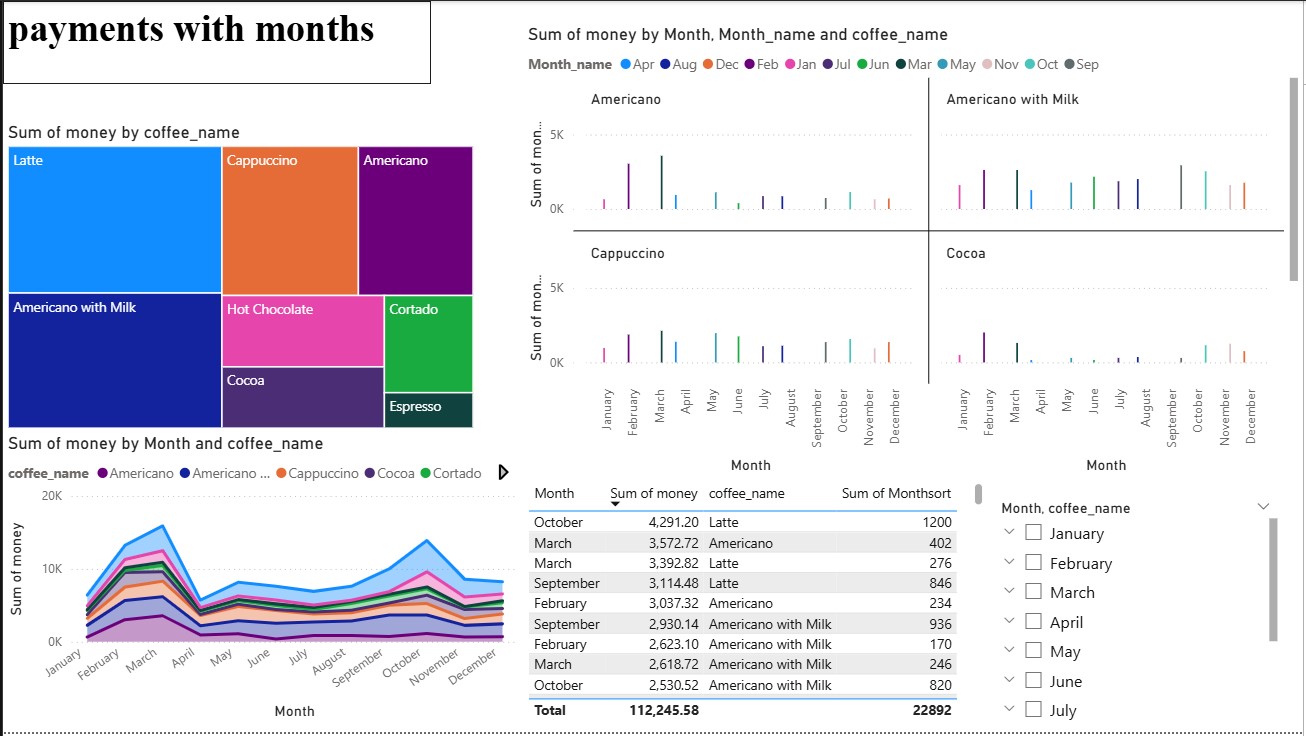 payments with months
Sum of money by coffee_name
Latte
Cappuccino
Americano
Americano with Milk
Hot Chocolate
Cortado
Cocoa
Espresso
Sum of money by Month, Month_name and coffee_name
Month_name Apr Aug Dec Feb Jan Jul Jun Mar May Nov Oct Sep
Americano
Americano with Milk
Sum of mon...
5K
0K
Cappuccino
Cocoa
Sum of mon...
5K
0K
January February March April May June July August September October November December
January February March April May June July August September October November December
Month
Month
Sum of money by Month and coffee_name
coffee_name Americano Americano ... Cappuccino Cocoa Cortado
Sum of money
20K
10K
0K
January February March April May June July August September October November December
Month
Month Sum of money coffee_name Sum of Monthsort
October 4,291.20 Latte 1200
March 3,572.72 Americano 402
March 3,392.82 Latte 276
September 3,114.48 Latte 846
February 3,037.32 Americano 234
September 2,930.14 Americano with Milk 936
February 2,623.10 Americano with Milk 170
March 2,618.72 Americano with Milk 246
October 2,530.52 Americano with Milk 820
Total 112,245.58 22892
Month, coffee_name
January
February
March
April
May
June
July